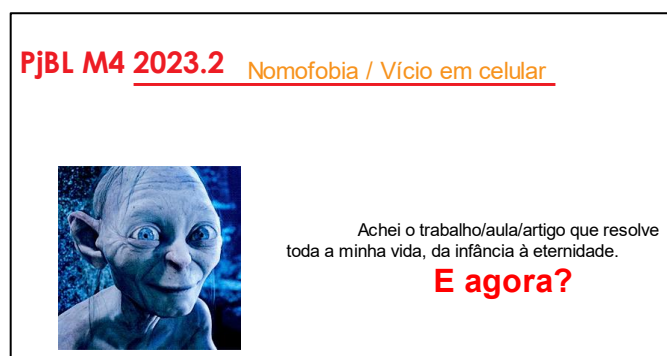 PjBL M4 2023.2 Nomofobia / Vício em celular
Achei o trabalho/aula/artigo que resolve
toda a minha vida, da infância à eternidade.
E agora?